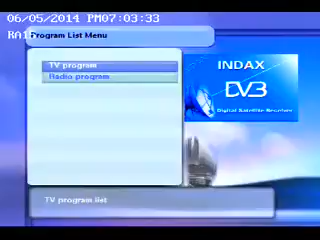 06/05/2014 PM07:03:33
Program List Menu
TV program
Radio program
INDAX
DVB
Digital Satellite Receiver
TV program list